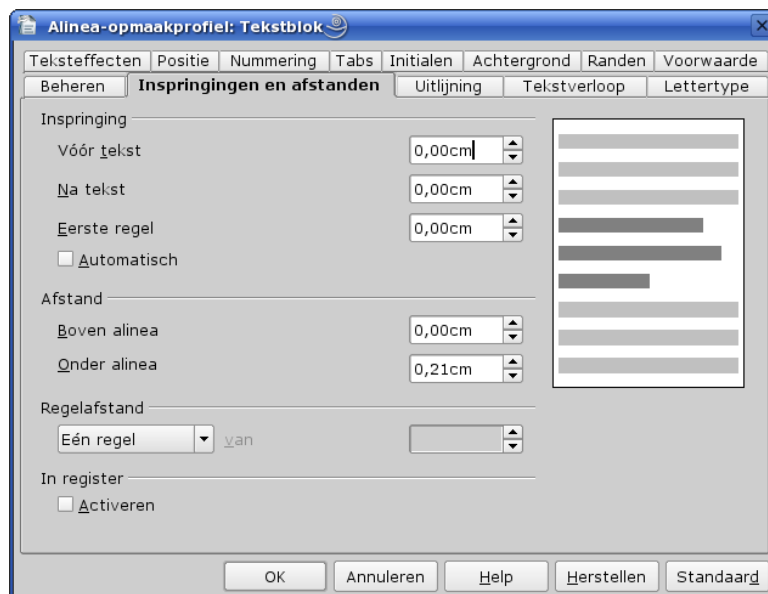 Alinea-opmaakprofiel: Tekstblok
Teksteffecten Positie Nummering Tabs Initialen Achtergrond Randen Voorwaarde
Beheren Inspringingen en afstanden Uitlijning Tekstverloop Lettertype
Inspringing
Vóór tekst 0,00cm
Na tekst 0,00cm
Eerste regel 0,00cm
Automatisch
Afstand
Boven alinea 0,00cm
Onder alinea 0,21cm
Regelafstand
Eén regel van
In register
Activeren
OK Annuleren Help Herstellen Standaard